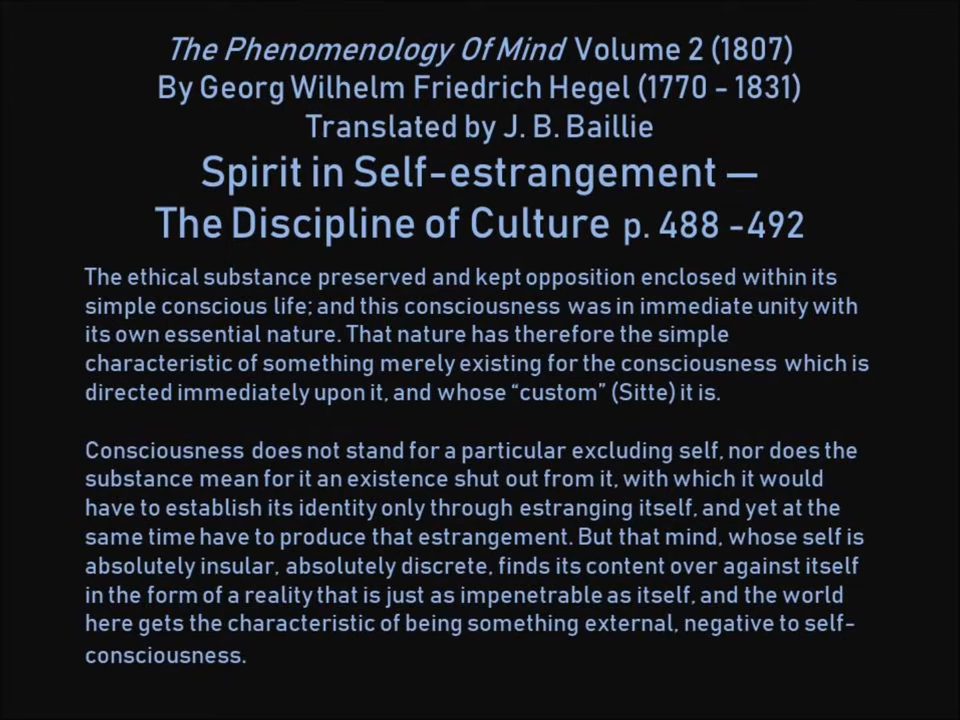 The Phenomenology Of Mind Volume 2 (1807)
By Georg Wilhelm Friedrich Hegel (1770 - 1831)
Translated by J. B. Baillie
Spirit in Self-estrangement —
The Discipline of Culture p. 488 -492
The ethical substance preserved and kept opposition enclosed within its
simple conscious life; and this consciousness was in immediate unity with
its own essential nature. That nature has therefore the simple
characteristic of something merely existing for the consciousness which is
directed immediately upon it, and whose “custom” (Sitte) it is.
Consciousness does not stand for a particular excluding self, nor does the
substance mean for it an existence shut out from it, with which it would
have to establish its identity only through estranging itself, and yet at the
same time have to produce that estrangement. But that mind, whose self is
absolutely insular, absolutely discrete, finds its content over against itself
in the form of a reality that is just as impenetrable as itself, and the world
here gets the characteristic of being something external, negative to self-
consciousness.